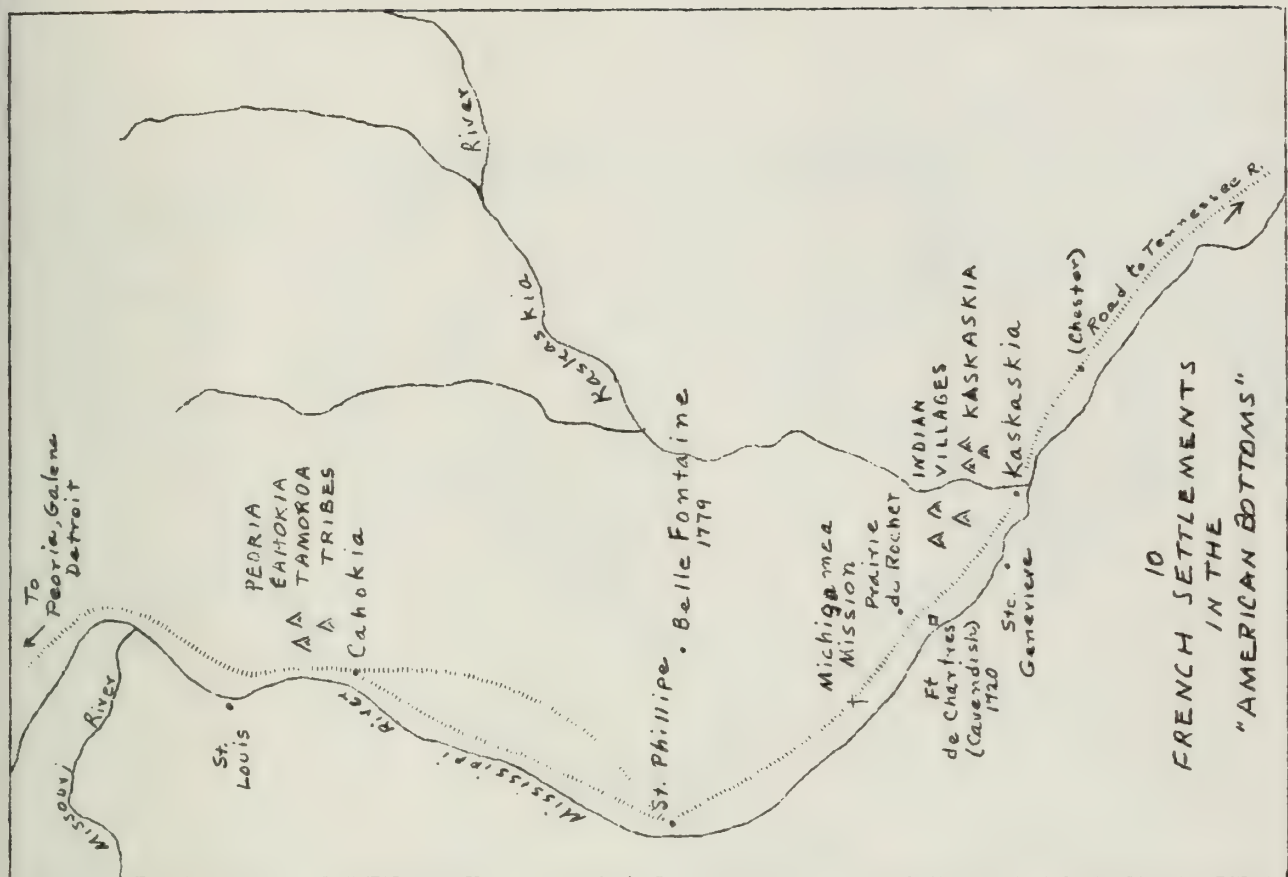 To
Peoria, Galena
Detroit
Missouri River
St.
Louis
PEORIA
CAHOKIA
TAMOROA
TRIBES
Cahokia
Mississippi River
Kaskaskia River
St. Phillipe
Belle Fontaine
1779
Michigamea
Mission
Prairie
du Rocher
Ft
de Chartres
(Cavendish)
1720
INDIAN
VILLAGES
KASKASKIA
Kaskaskia
Ste.
Genevieve
(Chester)
Road to Tennessee R.
10
FRENCH SETTLEMENTS
IN THE
"AMERICAN BOTTOMS"